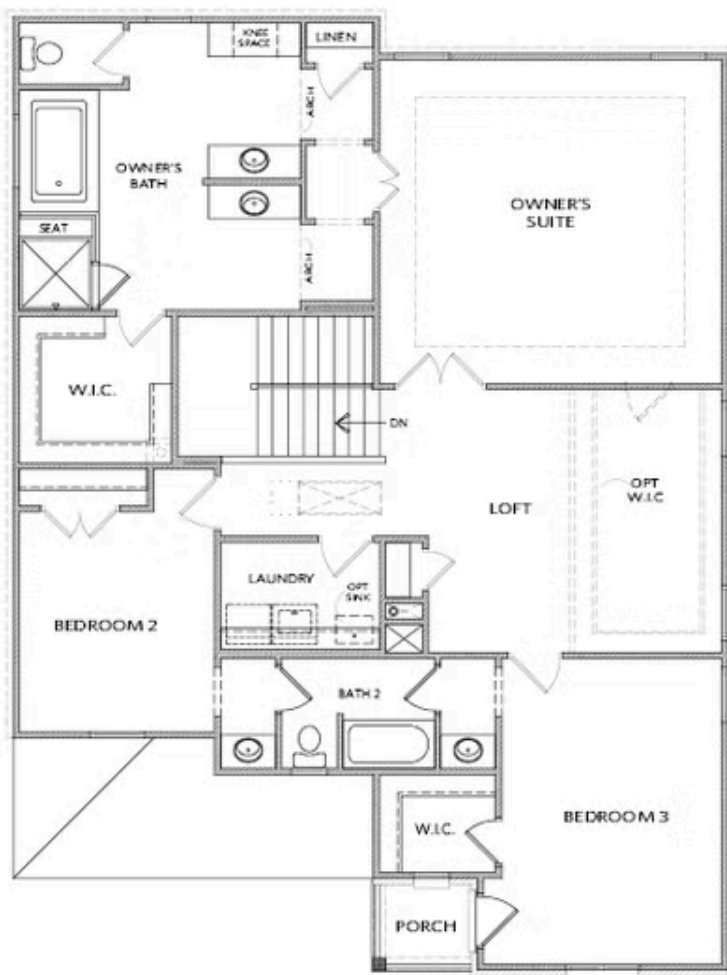 KNEE
SPACE
LINEN
ARCH
OWNER'S
BATH
OWNER'S
SUITE
SEAT
ARCH
W.I.C.
DN
OPT
W.I.C
LOFT
LAUNDRY
OPT
SINK
BEDROOM 2
BATH 2
BEDROOM 3
W.I.C.
PORCH